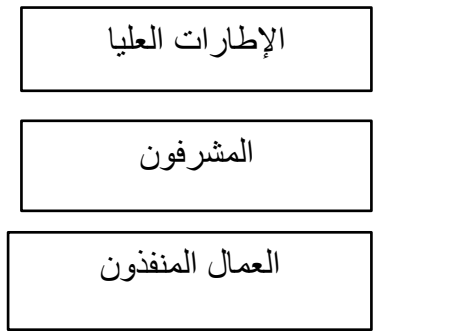 الإطارات العليا
المشرفون
العمال المنفذون